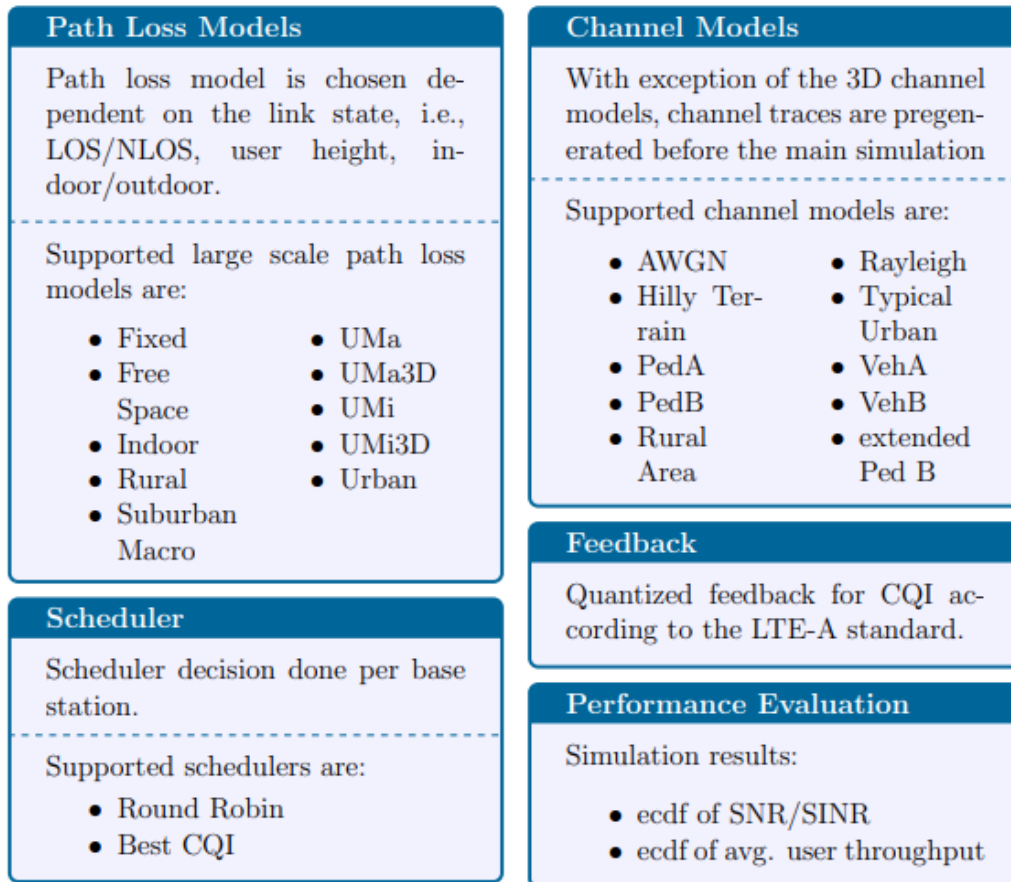 Path Loss Models
Path loss model is chosen de-
pendent on the link state, i.e.,
LOS/NLOS, user height, in-
door/outdoor.
Supported large scale path loss
models are:
• Fixed
• Free
Space
• Indoor
• Rural
• Suburban
Macro
• UMa
• UMa3D
• UMi
• UMi3D
• Urban
Scheduler
Scheduler decision done per base
station.
Supported schedulers are:
• Round Robin
• Best CQI
Channel Models
With exception of the 3D channel
models, channel traces are pregen-
erated before the main simulation
Supported channel models are:
• AWGN
• Hilly Ter-
rain
• PedA
• PedB
• Rural
Area
• Rayleigh
• Typical
Urban
• VehA
• VehB
• extended
Ped B
Feedback
Quantized feedback for CQI ac-
cording to the LTE-A standard.
Performance Evaluation
Simulation results:
• ecdf of SNR/SINR
• ecdf of avg. user throughput